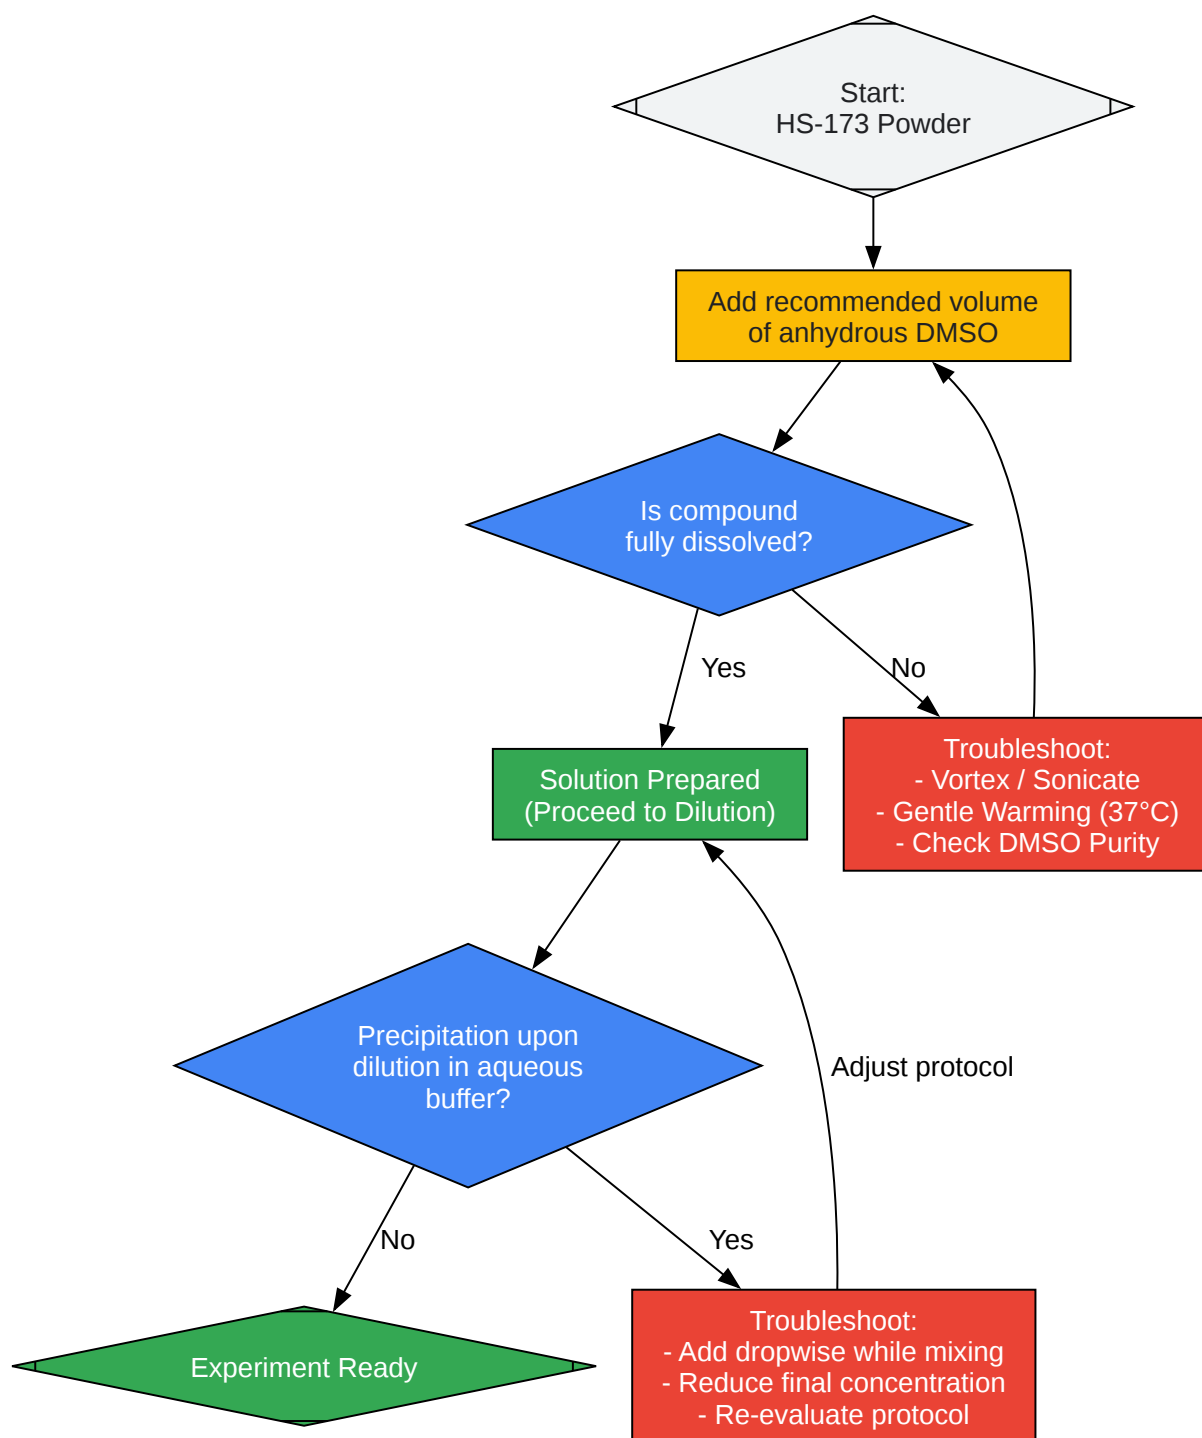 Start:
HS-173 Powder
Add recommended volume
of anhydrous DMSO
Is compound
fully dissolved?
Yes
No
Solution Prepared
(Proceed to Dilution)
Troubleshoot:
- Vortex / Sonicate
- Gentle Warming (37°C)
- Check DMSO Purity
Precipitation upon
dilution in aqueous
buffer?
Adjust protocol
No
Yes
Experiment Ready
Troubleshoot:
- Add dropwise while mixing
- Reduce final concentration
- Re-evaluate protocol